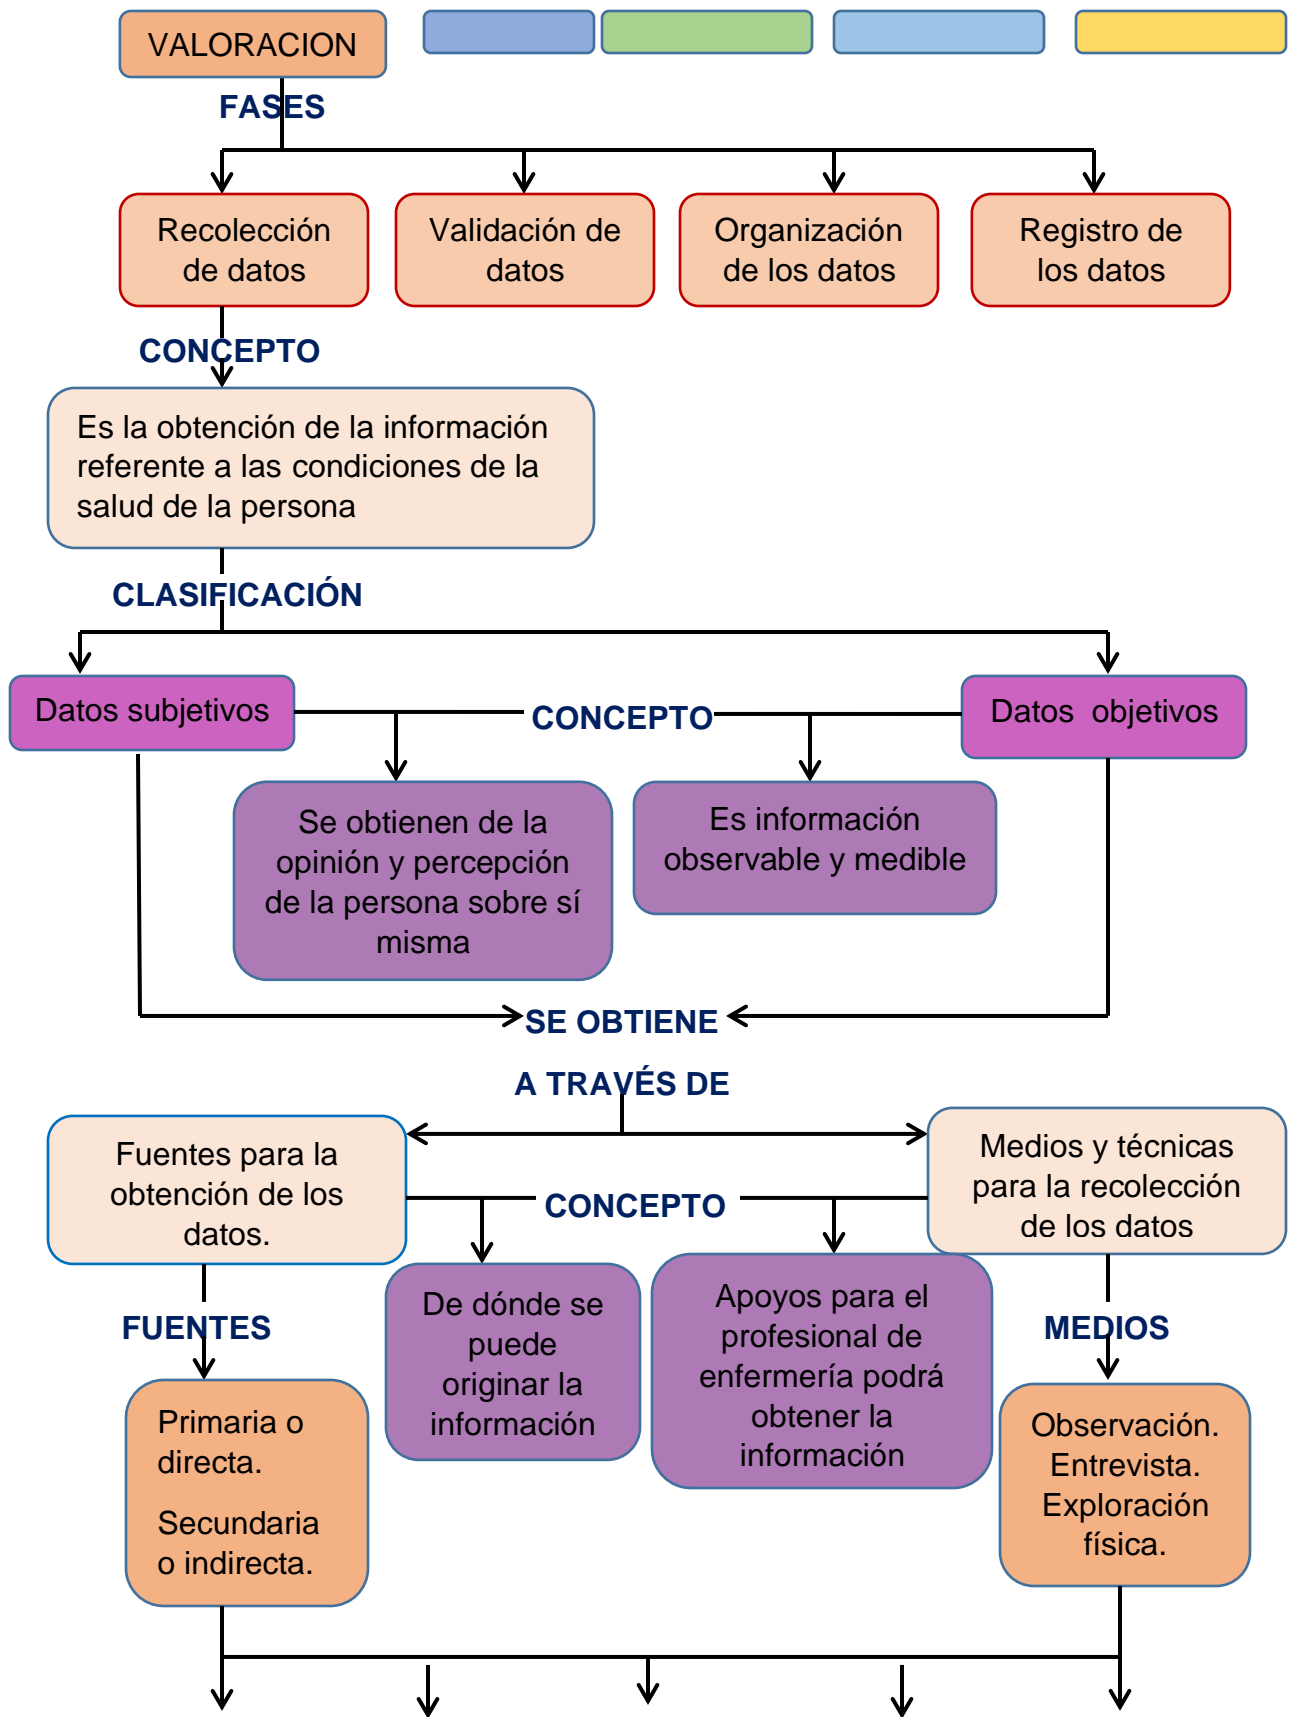 VALORACION
FASES
Recolección
de datos
Validación de
datos
Organización
de los datos
Registro de
los datos
CONCEPTO
Es la obtención de la información
referente a las condiciones de la
salud de la persona
CLASIFICACIÓN
Datos subjetivos
CONCEPTO
Datos objetivos
Se obtienen de la
opinión y percepción
de la persona sobre sí
misma
Es información
observable y medible
SE OBTIENE
A TRAVÉS DE
Fuentes para la
obtención de los
datos.
CONCEPTO
Medios y técnicas
para la recolección
de los datos
De dónde se
puede
originar la
información
Apoyos para el
profesional de
enfermería podrá
obtener la
información
FUENTES
MEDIOS
Primaria o
directa.
Secundaria
o indirecta.
Observación.
Entrevista.
Exploración
física.